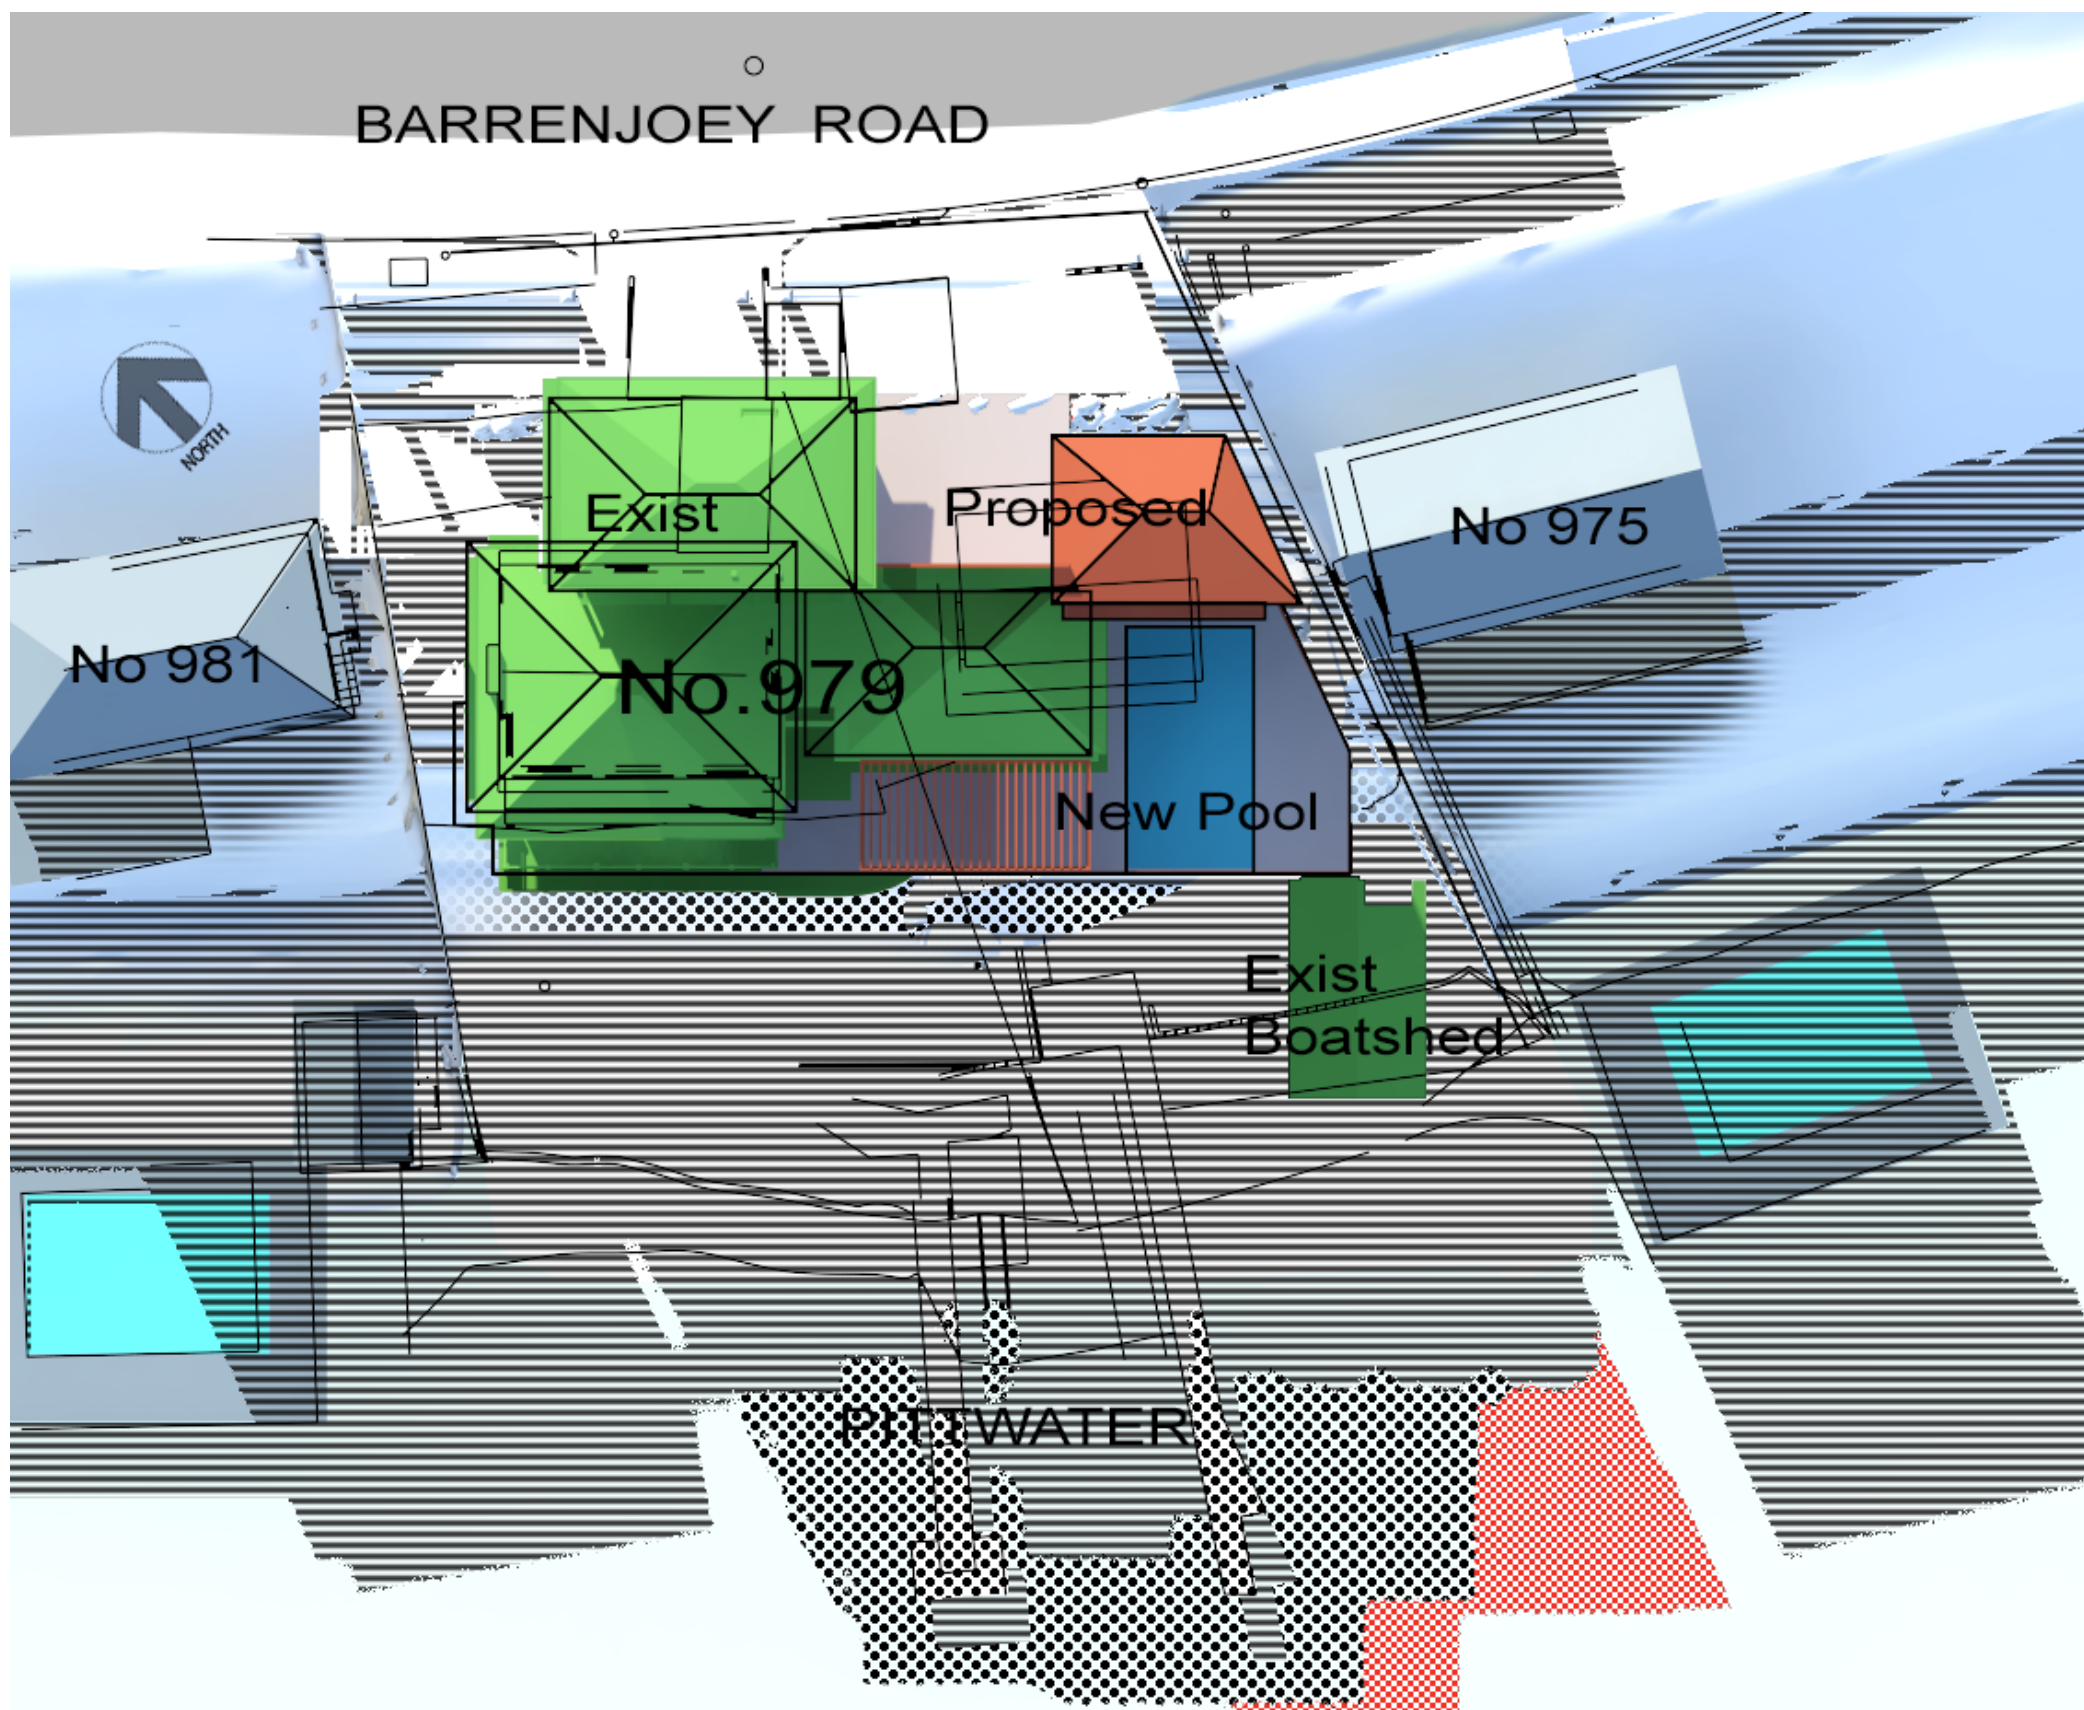 BARRENJOEY ROAD
NORTH
Exist
Proposed
No 975
No 981
No.979
New Pool
Exist
Boatshed
PITTWATER